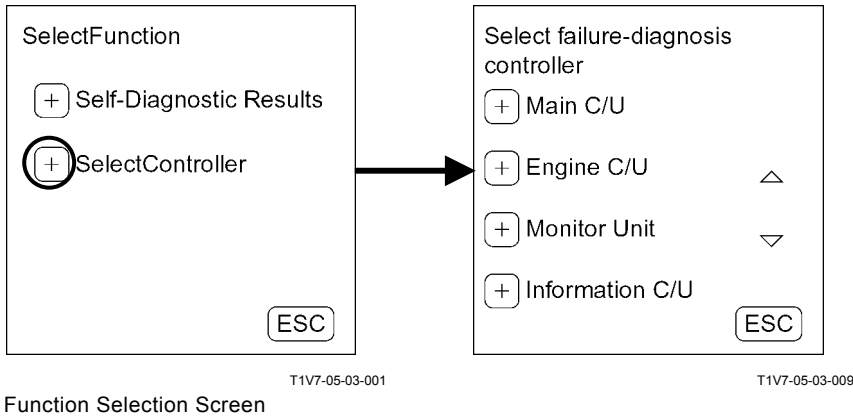 SelectFunction
+ Self-Diagnostic Results
+ SelectController
ESC
T1V7-05-03-001
Function Selection Screen
Select failure-diagnosis
controller
+ Main C/U
+ Engine C/U
+ Monitor Unit
+ Information C/U
ESC
T1V7-05-03-009